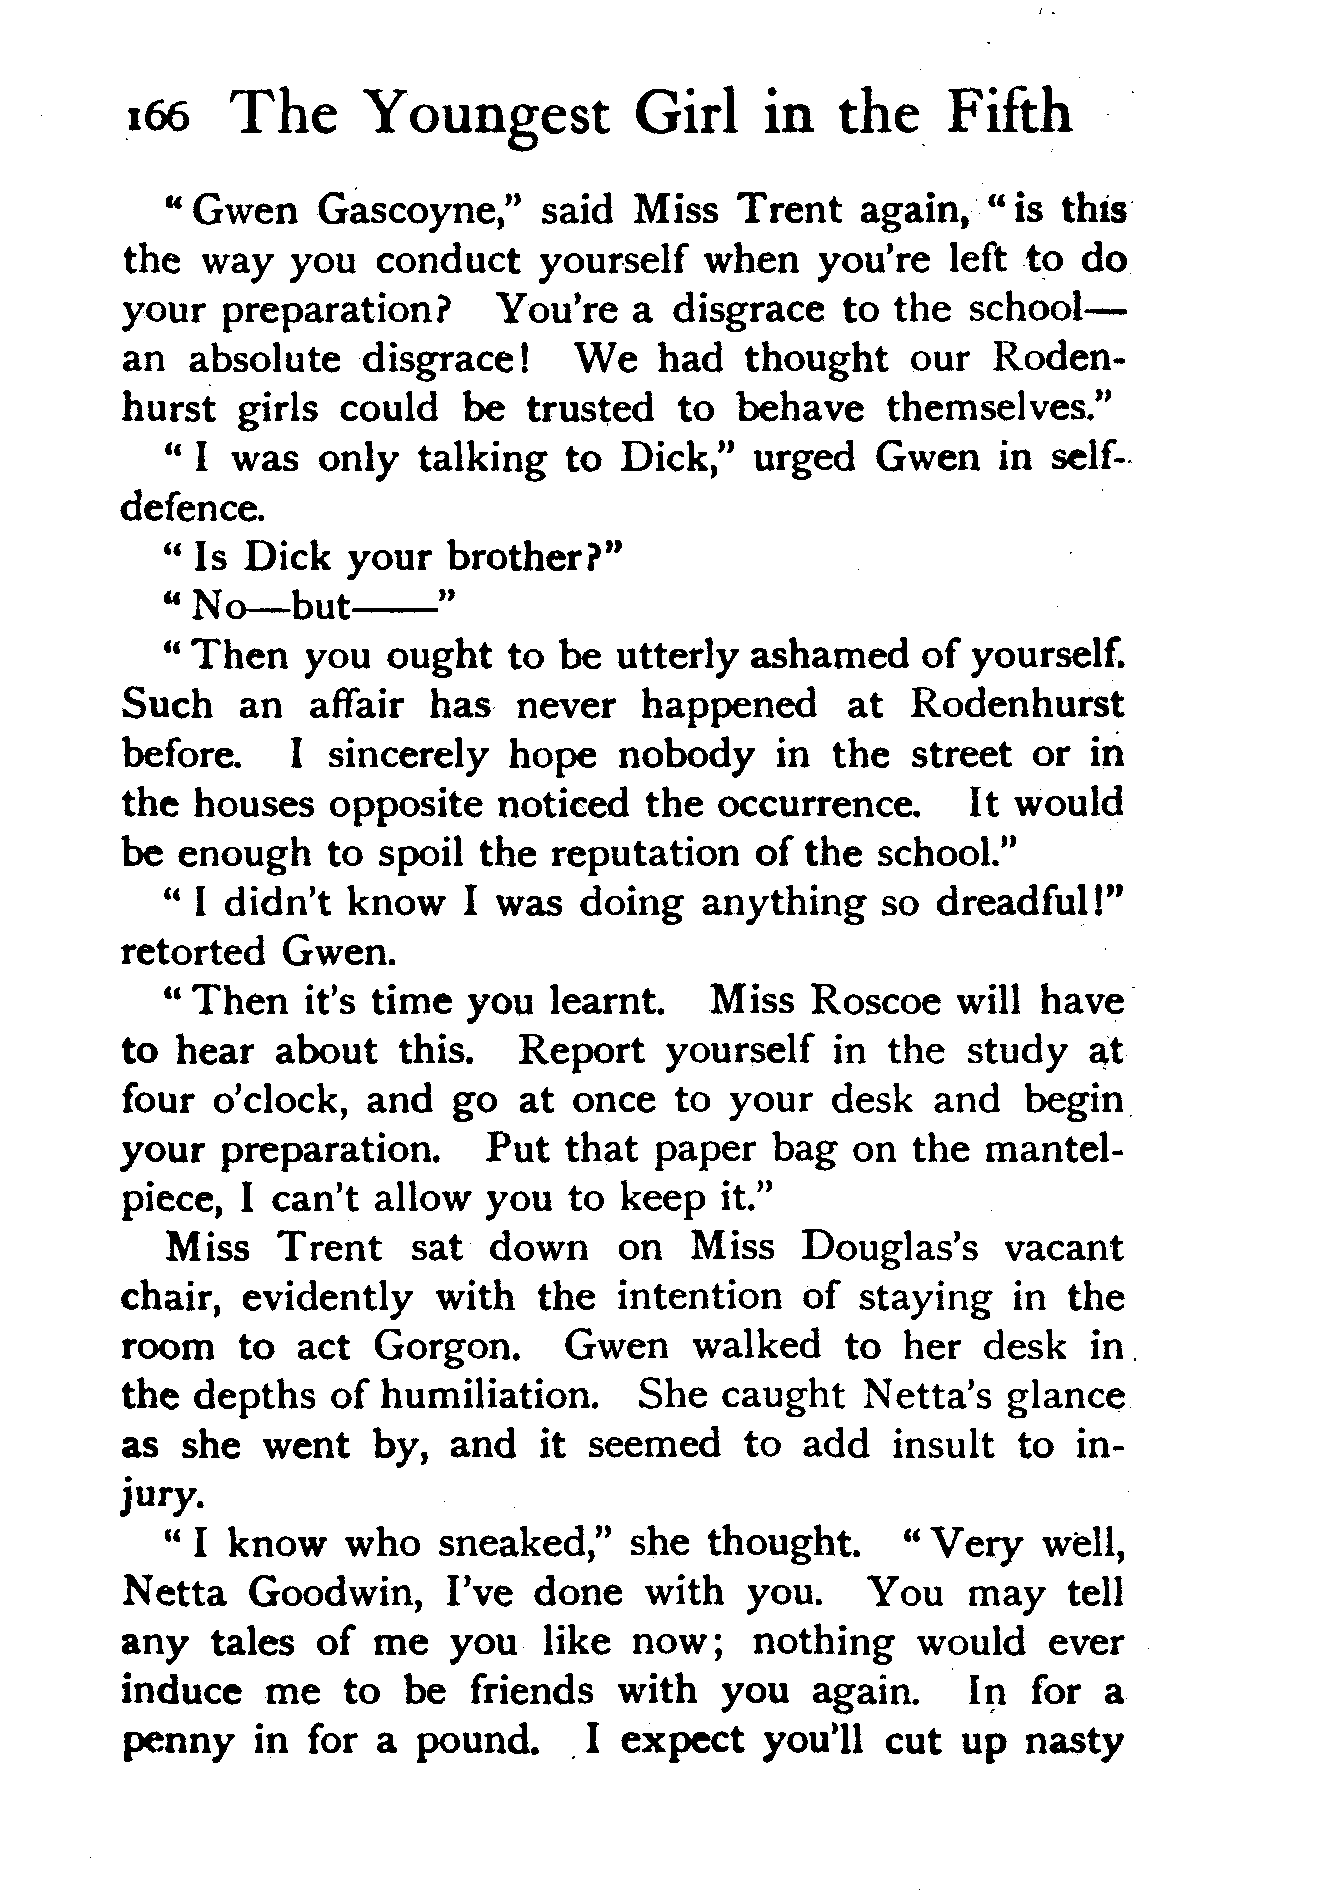 166 The Youngest Girl in the Fifth
“Gwen Gascoyne,” said Miss Trent again, “is this
the way you conduct yourself when you're left to do
your preparation? You're a disgrace to the school—
an absolute disgrace! We had thought our Roden-
hurst girls could be trusted to behave themselves.”
“I was only talking to Dick,” urged Gwen in self-
defence.
“Is Dick your brother?”
“No—but——”
“Then you ought to be utterly ashamed of yourself.
Such an affair has never happened at Rodenhurst
before. I sincerely hope nobody in the street or in
the houses opposite noticed the occurrence. It would
be enough to spoil the reputation of the school.”
“I didn't know I was doing anything so dreadful!”
retorted Gwen.
“Then it's time you learnt. Miss Roscoe will have
to hear about this. Report yourself in the study at
four o'clock, and go at once to your desk and begin
your preparation. Put that paper bag on the mantel-
piece, I can't allow you to keep it.”
Miss Trent sat down on Miss Douglas's vacant
chair, evidently with the intention of staying in the
room to act Gorgon. Gwen walked to her desk in
the depths of humiliation. She caught Netta's glance
as she went by, and it seemed to add insult to in-
jury.
“I know who sneaked,” she thought. “Very well,
Netta Goodwin, I've done with you. You may tell
any tales of me you like now; nothing would ever
induce me to be friends with you again. In for a
penny in for a pound. I expect you'll cut up nasty